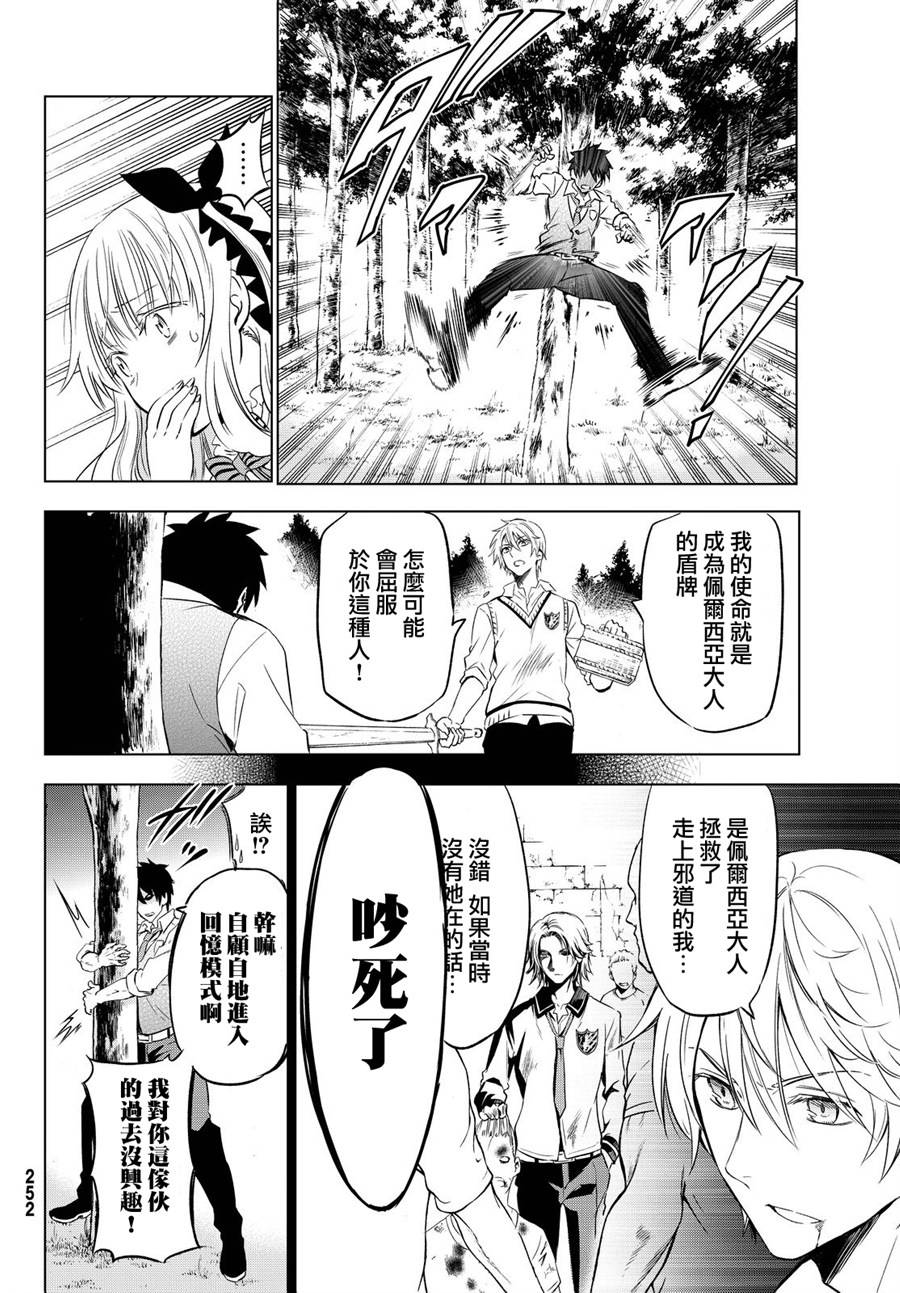 ダダンッ
………
我的使命就是
成為佩爾西亞大人
的盾牌
怎麼可能
會屈服
於你這種
人！
是佩爾西亞大人
拯救了
走上邪道的我…
沒錯 如果當時
沒有她在的話…
吵死了
誒!?
幹嘛
自顧自地進入
回憶模式啊
我對你這傢伙
的過去沒興趣！
252